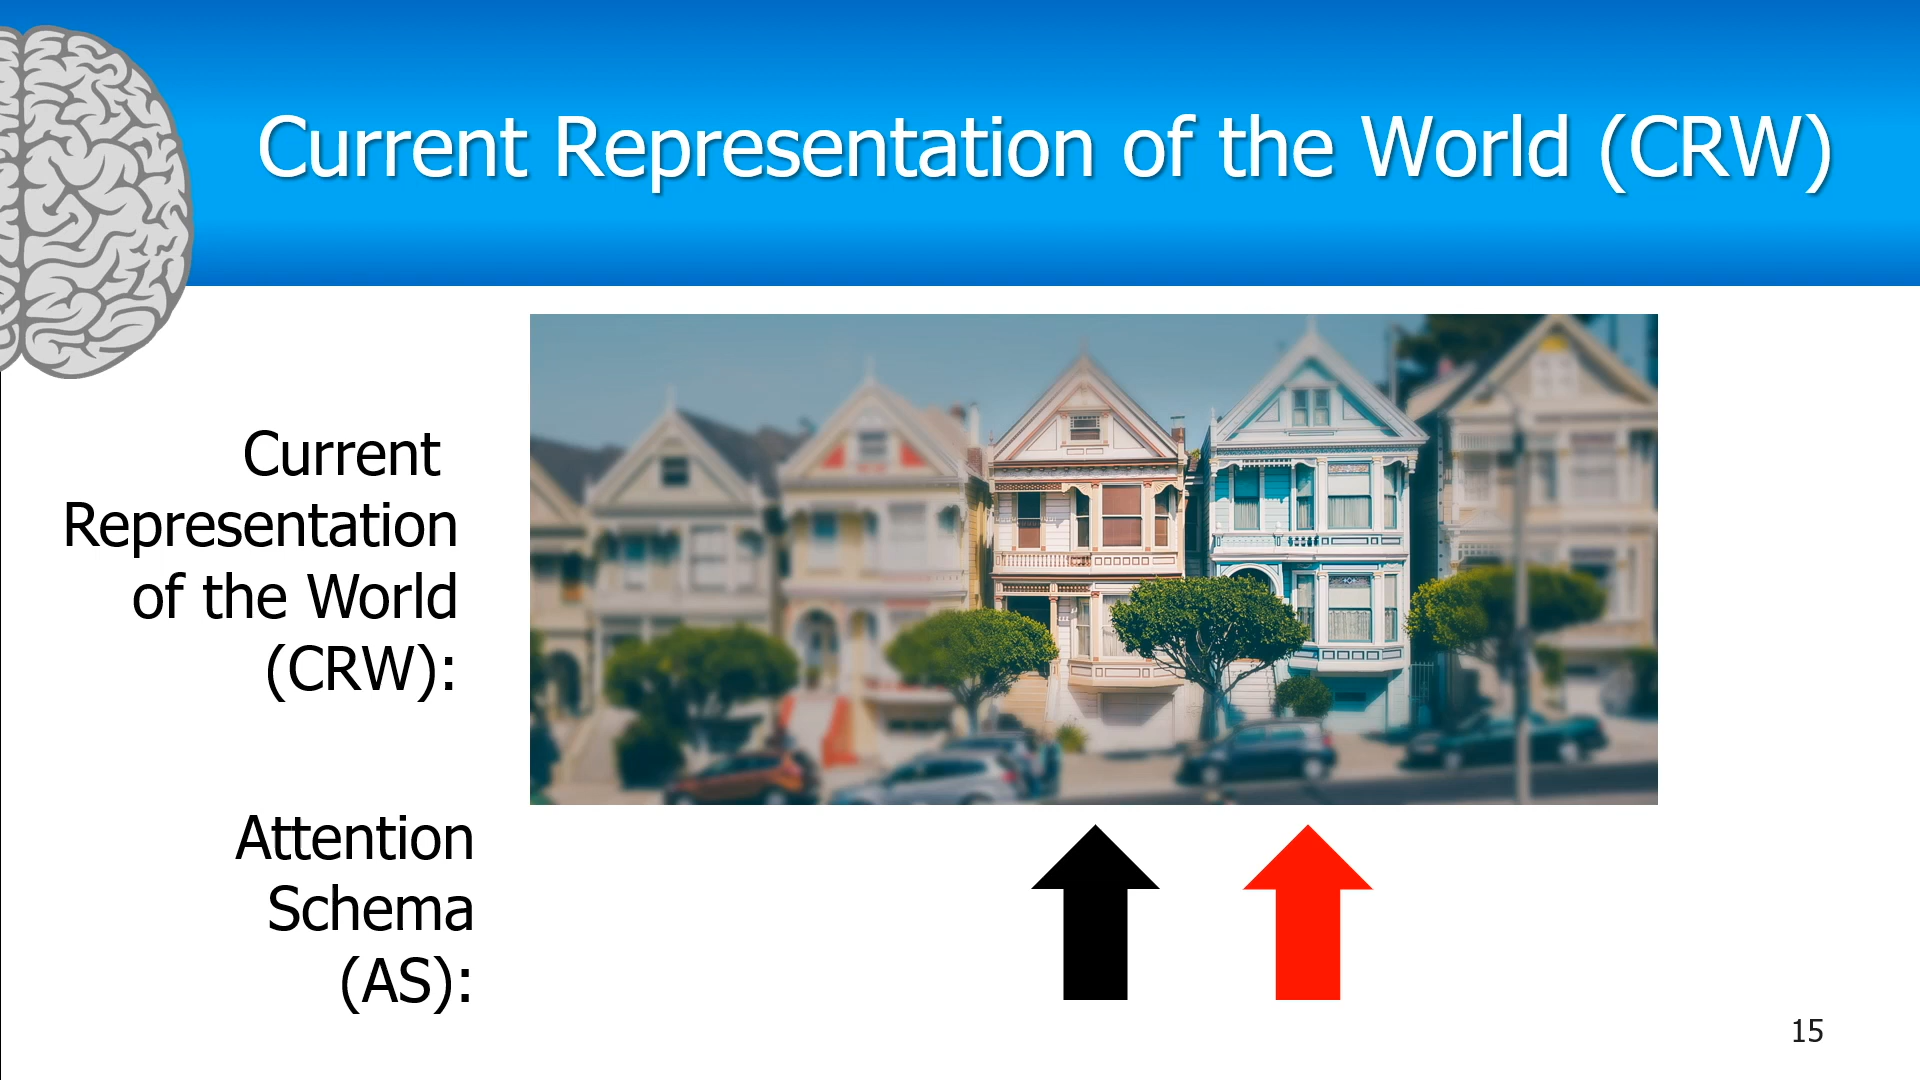 Current Representation of the World (CRW)
Current
Representation
of the World
(CRW):
Attention
Schema
(AS):
15